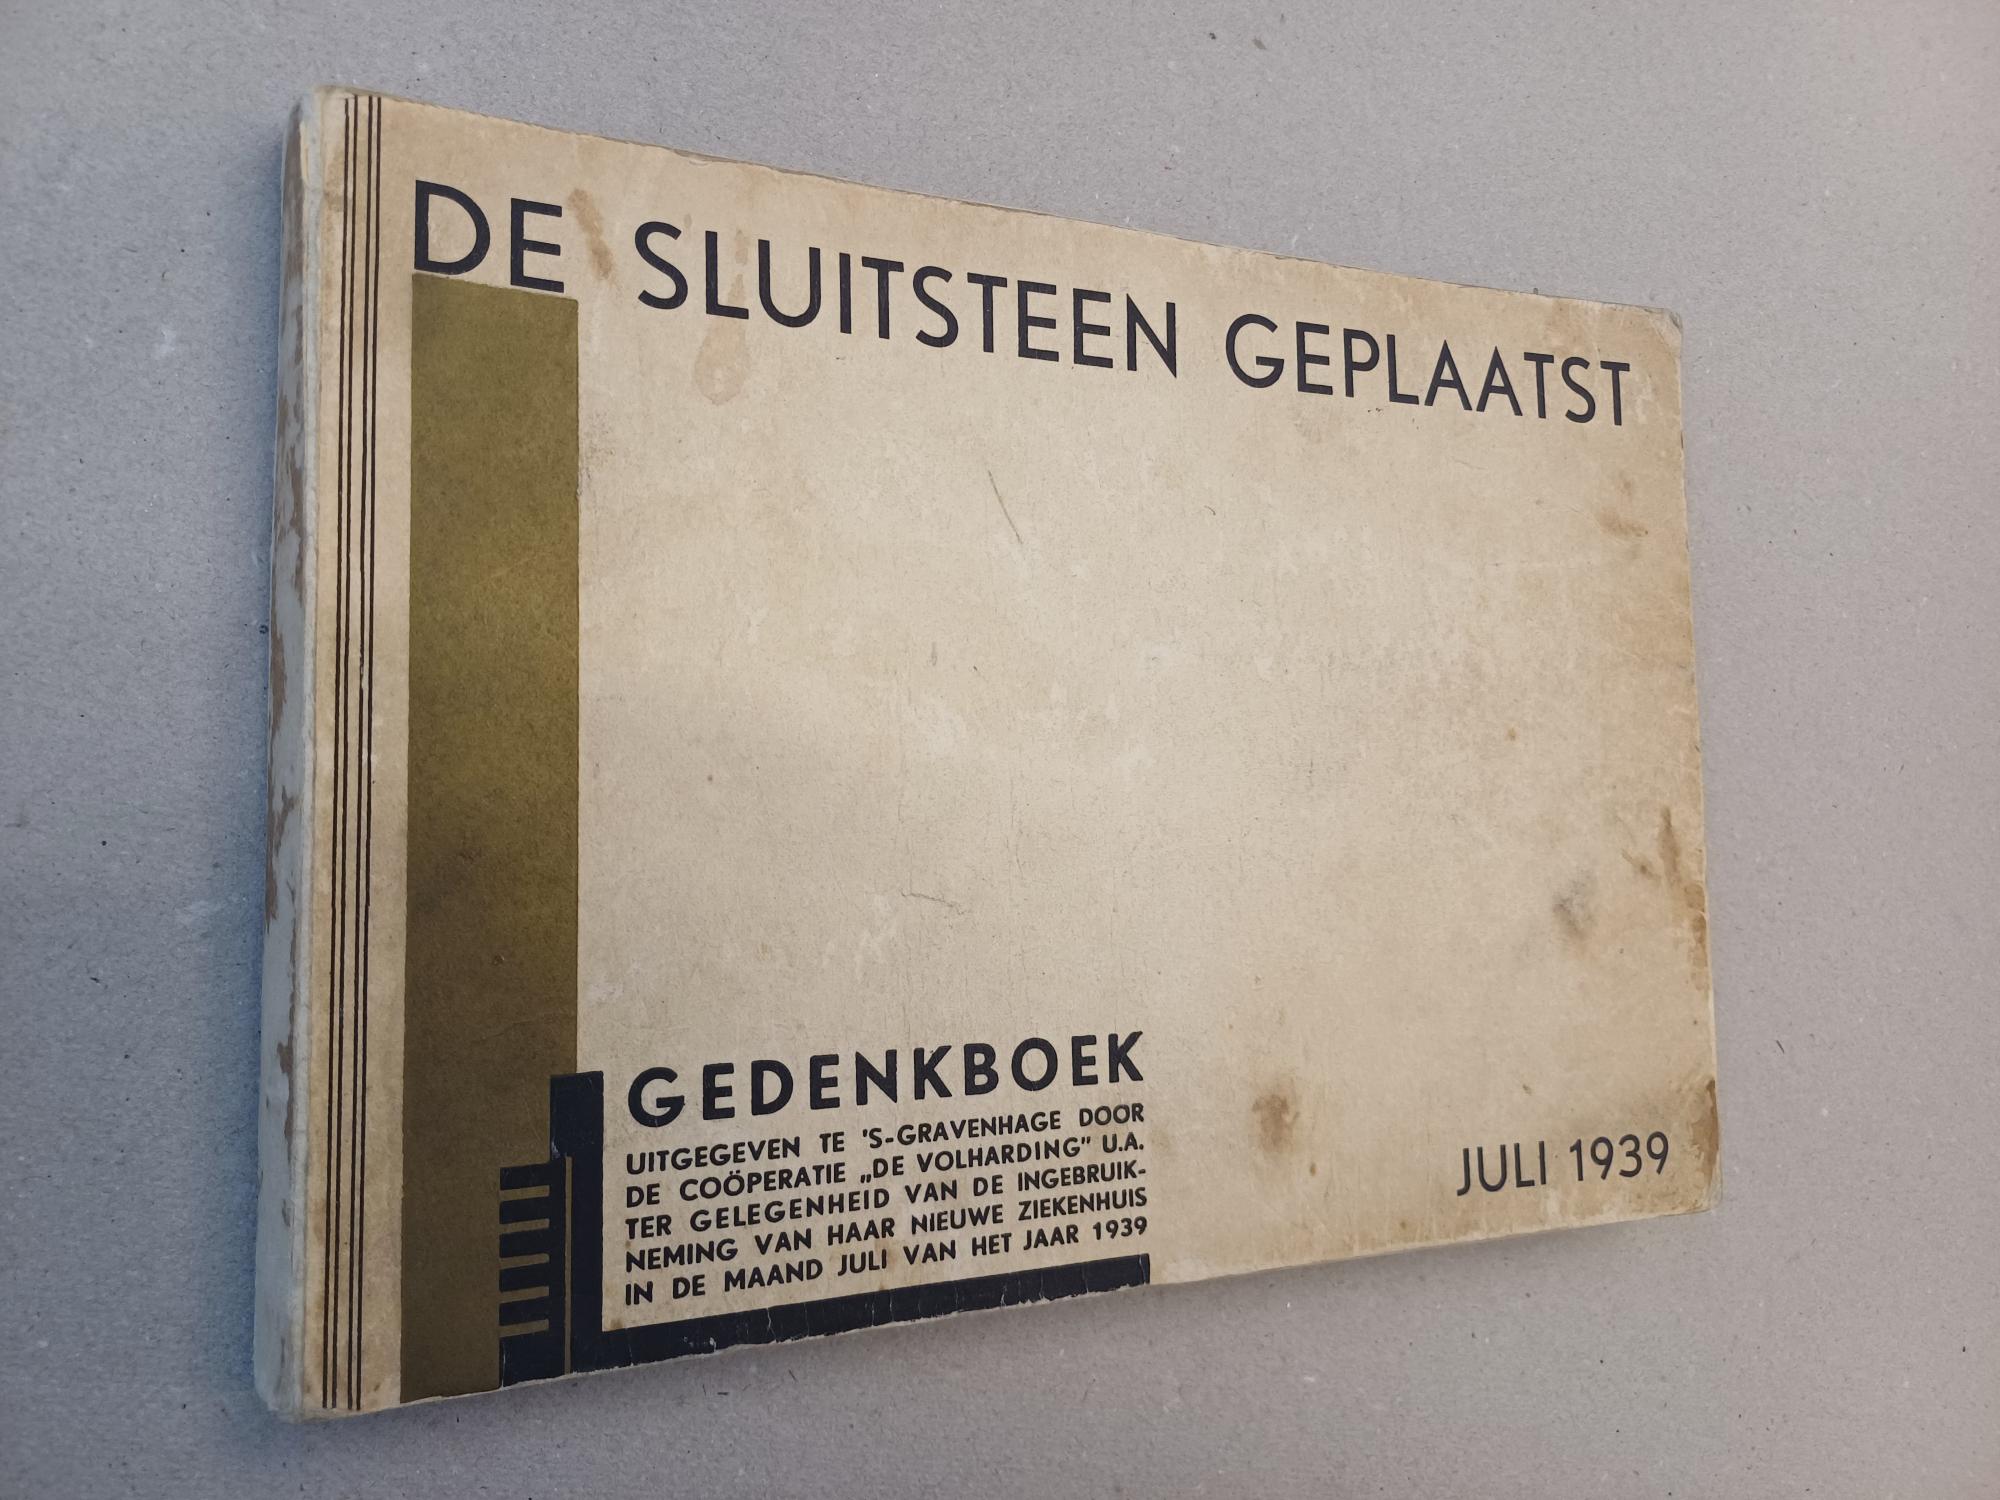 DE SLUITSTEEN GEPLAATST
GEDENKBOEK
UITGEGEVEN TE 'S-GRAVENHAGE DOOR
DE COÖPERATIE „DE VOLHARDING” U.A.
TER GELEGENHEID VAN DE INGEBRUIK-
NEMING VAN HAAR NIEUWE ZIEKENHUIS
IN DE MAAND JULI VAN HET JAAR 1939
JULI 1939